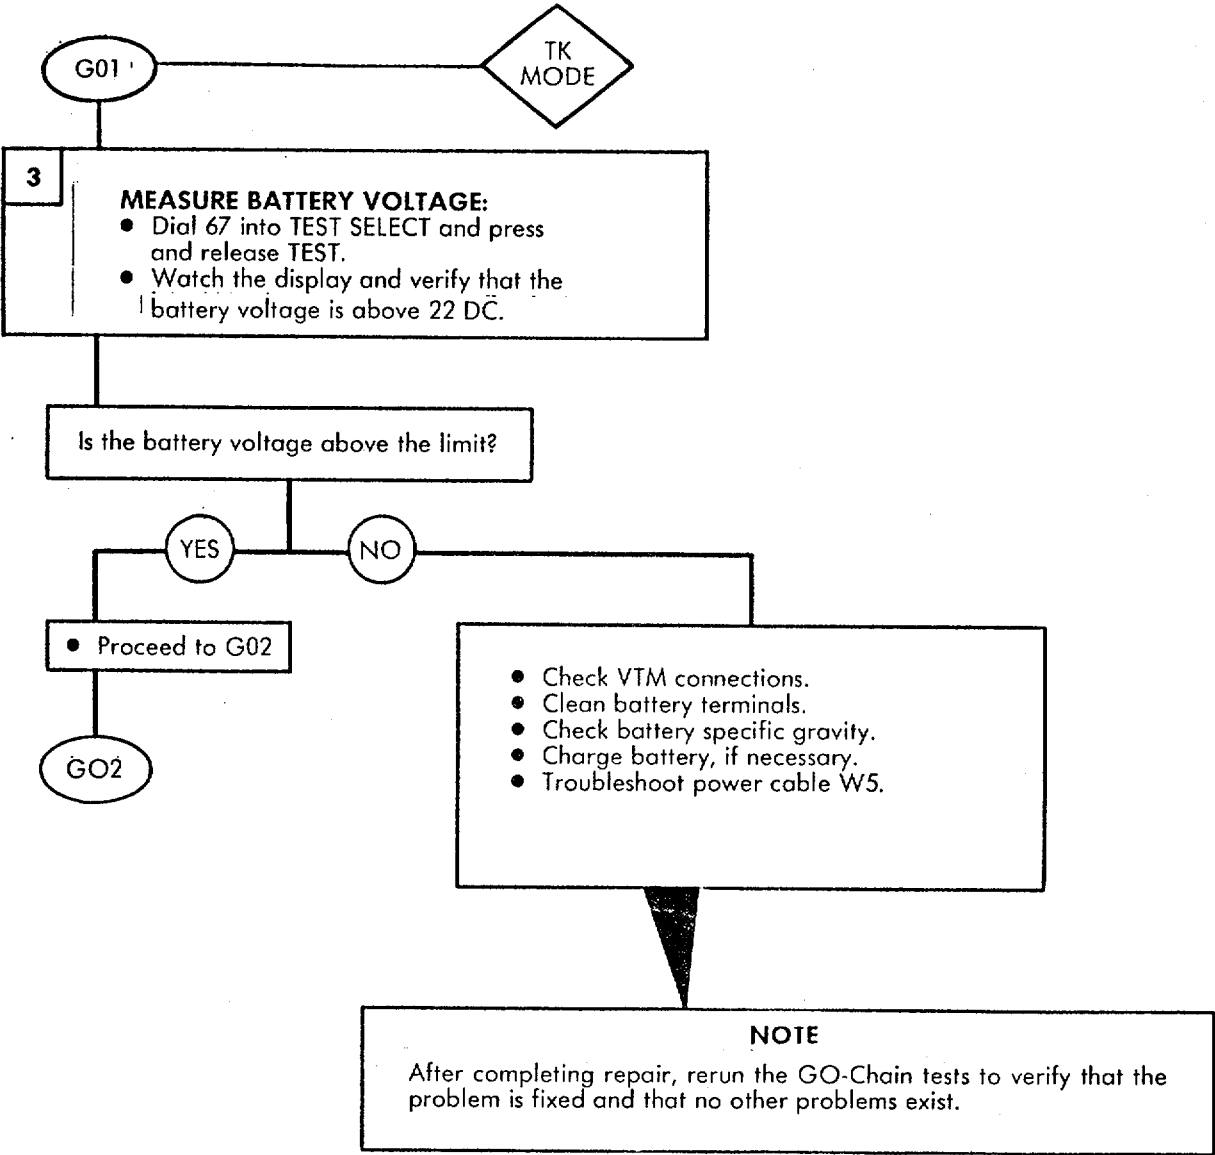 G01
TK
MODE
3
MEASURE BATTERY VOLTAGE:
● Dial 67 into TEST SELECT and press
and release TEST.
● Watch the display and verify that the
battery voltage is above 22 DC.
Is the battery voltage above the limit?
YES
NO
● Proceed to G02
GO2
● Check VTM connections.
● Clean battery terminals.
● Check battery specific gravity.
● Charge battery, if necessary.
● Troubleshoot power cable W5.
NOTE
After completing repair, rerun the GO-Chain tests to verify that the
problem is fixed and that no other problems exist.